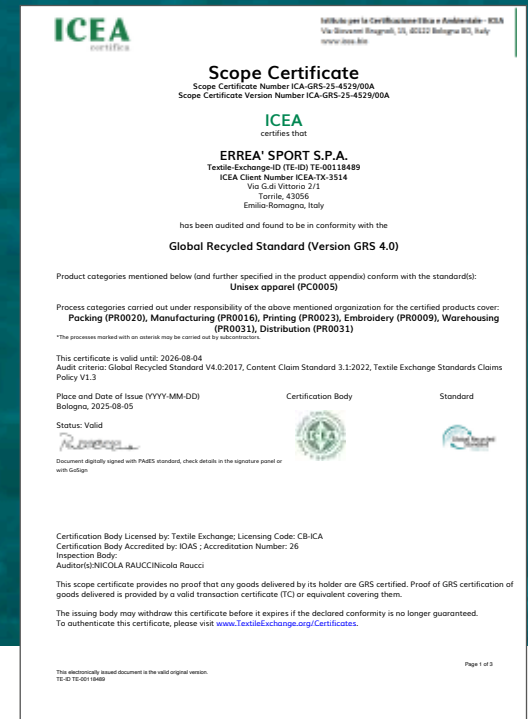 ICEA
certifica
Istituto per la Certificazione Etica e Ambientale - ICEA
Via Giovanni Brugnoli, 15, 40122 Bologna BO, Italy
www.icea.bio
Scope Certificate
Scope Certificate Number ICA-GRS-25-4529/00A
Scope Certificate Version Number ICA-GRS-25-4529/00A
ICEA
certifies that
ERREA' SPORT S.P.A.
Textile-Exchange-ID (TE-ID) TE-00118489
ICEA Client Number ICEA-TX-3514
Via G.di Vittorio 2/1
Torrile, 43056
Emilia-Romagna, Italy
has been audited and found to be in conformity with the
Global Recycled Standard (Version GRS 4.0)
Product categories mentioned below (and further specified in the product appendix) conform with the standard(s):
Unisex apparel (PC0005)
Process categories carried out under responsibility of the above mentioned organization for the certified products cover:
Packing (PR0020), Manufacturing (PR0016), Printing (PR0023), Embroidery (PR0009), Warehousing
(PR0031), Distribution (PR0031)
*The processes marked with an asterisk may be carried out by subcontractors.
This certificate is valid until: 2026-08-04
Audit criteria: Global Recycled Standard V4.0:2017, Content Claim Standard 3.1:2022, Textile Exchange Standards Claims
Policy V1.3
Place and Date of Issue (YYYY-MM-DD)
Bologna, 2025-08-05
Certification Body
Standard
Status: Valid
ICEA
Global Recycled
Standard
Document digitally signed with PAdES standard, check details in the signature panel or
with GoSign
Certification Body Licensed by: Textile Exchange; Licensing Code: CB-ICA
Certification Body Accredited by: IOAS ; Accreditation Number: 26
Inspection Body:
Auditor(s):NICOLA RAUCCINicola Raucci
This scope certificate provides no proof that any goods delivered by its holder are GRS certified. Proof of GRS certification of
goods delivered is provided by a valid transaction certificate (TC) or equivalent covering them.
The issuing body may withdraw this certificate before it expires if the declared conformity is no longer guaranteed.
To authenticate this certificate, please visit www.TextileExchange.org/Certificates.
Page 1 of 3
This electronically issued document is the valid original version.
TE-ID TE-00118489